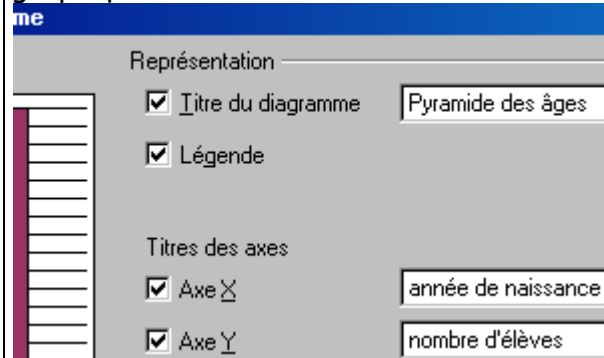 me
Représentation
Titre du diagramme Pyramide des âges
Légende
Titres des axes
Axe X année de naissance
Axe Y nombre d'élèves